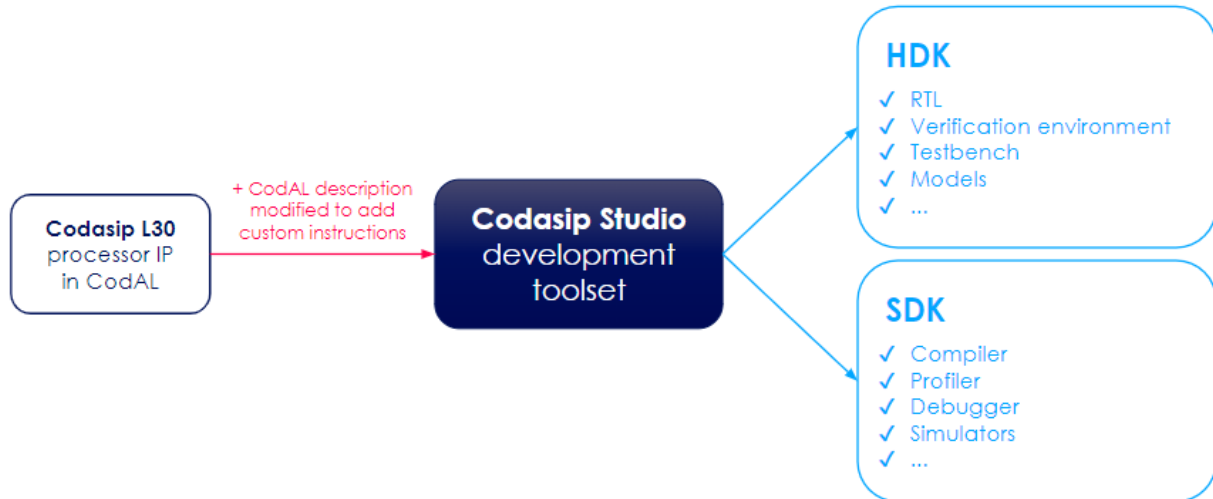 Codasip L30
processor IP
in CodAL
+ CodAL description
modified to add
custom instructions
Codasip Studio
development
toolset
HDK
✓ RTL
✓ Verification environment
✓ Testbench
✓ Models
✓ ...
SDK
✓ Compiler
✓ Profiler
✓ Debugger
✓ Simulators
✓ ...